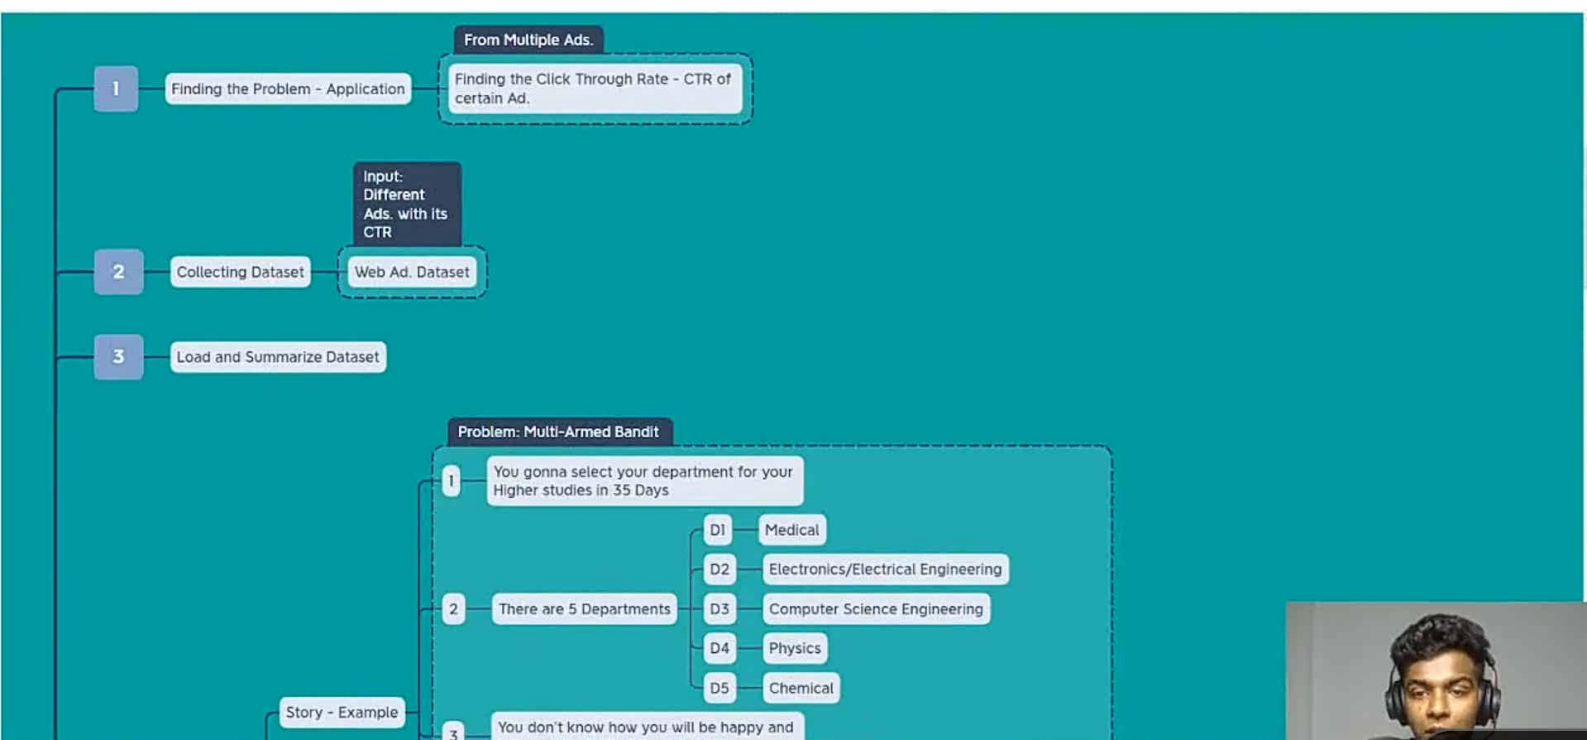 From Multiple Ads.
1
Finding the Problem - Application
Finding the Click Through Rate - CTR of
certain Ad.
Input:
Different
Ads. with its
CTR
2
Collecting Dataset
Web Ad. Dataset
3
Load and Summarize Dataset
Problem: Multi-Armed Bandit
1
You gonna select your department for your
Higher studies in 35 Days
2
There are 5 Departments
D1
Medical
D2
Electronics/Electrical Engineering
D3
Computer Science Engineering
D4
Physics
D5
Chemical
Story - Example
3
You don't know how you will be happy and